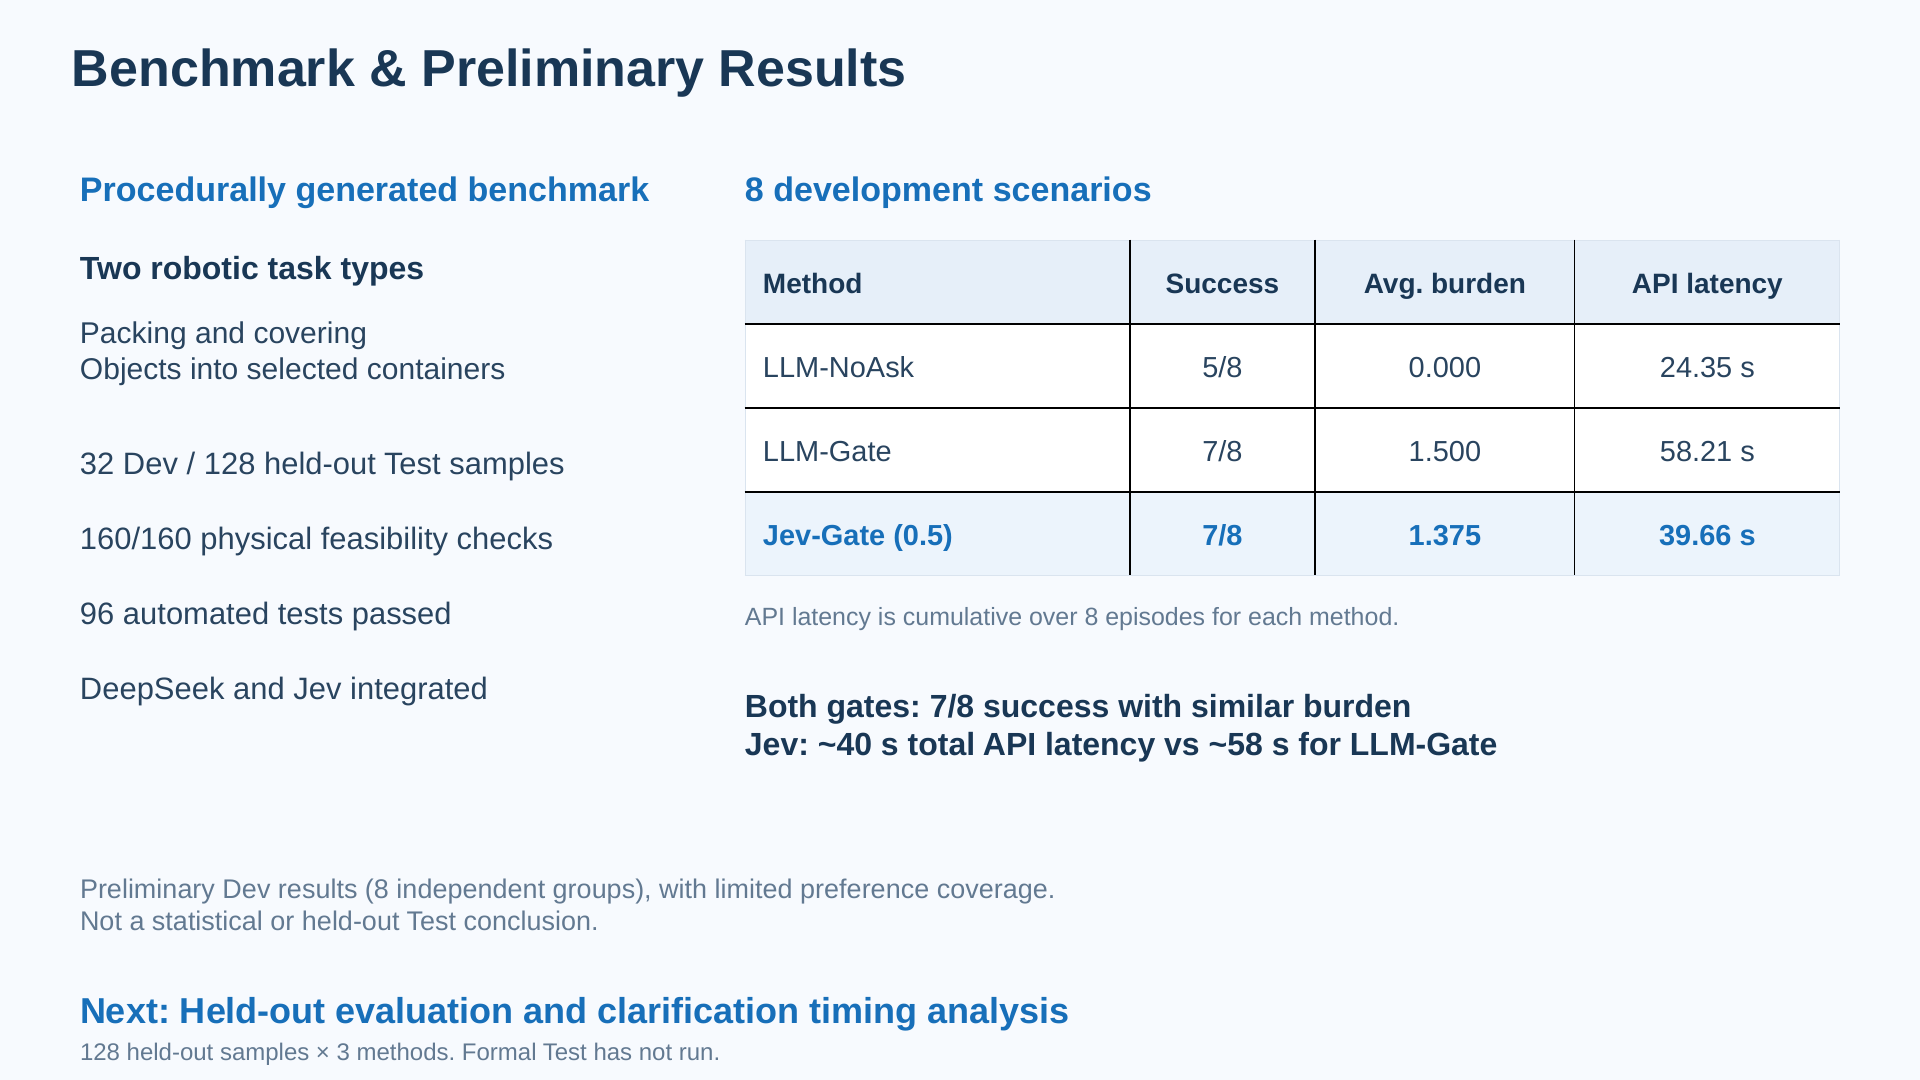 Benchmark & Preliminary Results
Procedurally generated benchmark
Two robotic task types
Packing and covering
Objects into selected containers
32 Dev / 128 held-out Test samples
160/160 physical feasibility checks
96 automated tests passed
DeepSeek and Jev integrated
8 development scenarios
Method Success Avg. burden API latency
LLM-NoAsk 5/8 0.000 24.35 s
LLM-Gate 7/8 1.500 58.21 s
Jev-Gate (0.5) 7/8 1.375 39.66 s
API latency is cumulative over 8 episodes for each method.
Both gates: 7/8 success with similar burden
Jev: ~40 s total API latency vs ~58 s for LLM-Gate
Preliminary Dev results (8 independent groups), with limited preference coverage.
Not a statistical or held-out Test conclusion.
Next: Held-out evaluation and clarification timing analysis
128 held-out samples × 3 methods. Formal Test has not run.